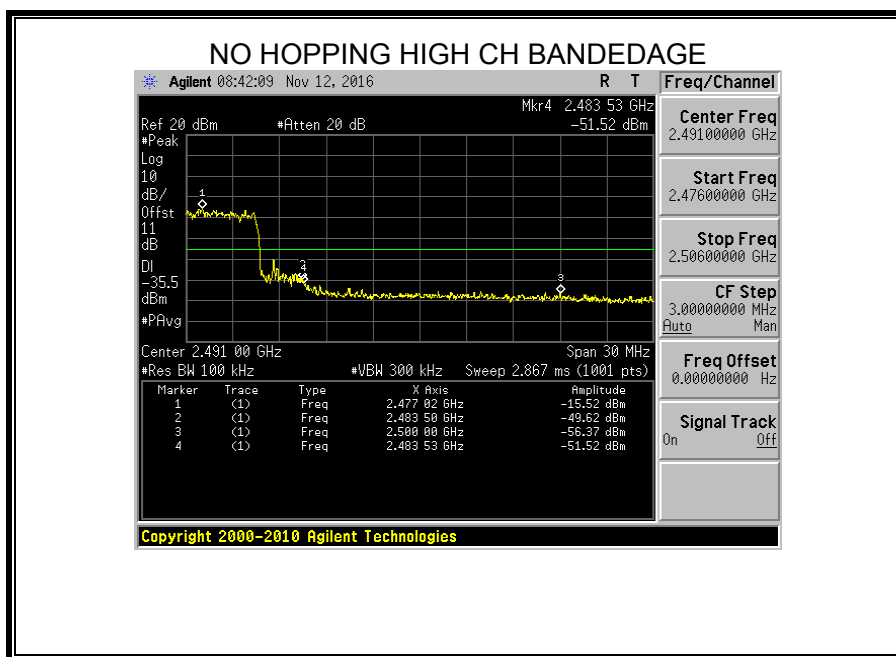 NO HOPPING HIGH CH BANDEDAGE
Agilent 08:42:09 Nov 12, 2016 R T Freq/Channel
Mkr4 2.483 53 GHz
Ref 20 dBm #Atten 20 dB -51.52 dBm
#Peak
Log
10
dB/
Offst
11
dB
DI
-35.5
dBm
#PAvg
1
2
4
3
Center 2.491 00 GHz Span 30 MHz
#Res BW 100 kHz #VBW 300 kHz Sweep 2.867 ms (1001 pts)
Marker Trace Type X Axis Amplitude
1 (1) Freq 2.477 02 GHz -15.52 dBm
2 (1) Freq 2.483 50 GHz -49.62 dBm
3 (1) Freq 2.500 00 GHz -56.37 dBm
4 (1) Freq 2.483 53 GHz -51.52 dBm
Center Freq
2.49100000 GHz
Start Freq
2.47600000 GHz
Stop Freq
2.50600000 GHz
CF Step
3.00000000 MHz
Auto Man
Freq Offset
0.00000000 Hz
Signal Track
On Off
Copyright 2000-2010 Agilent Technologies